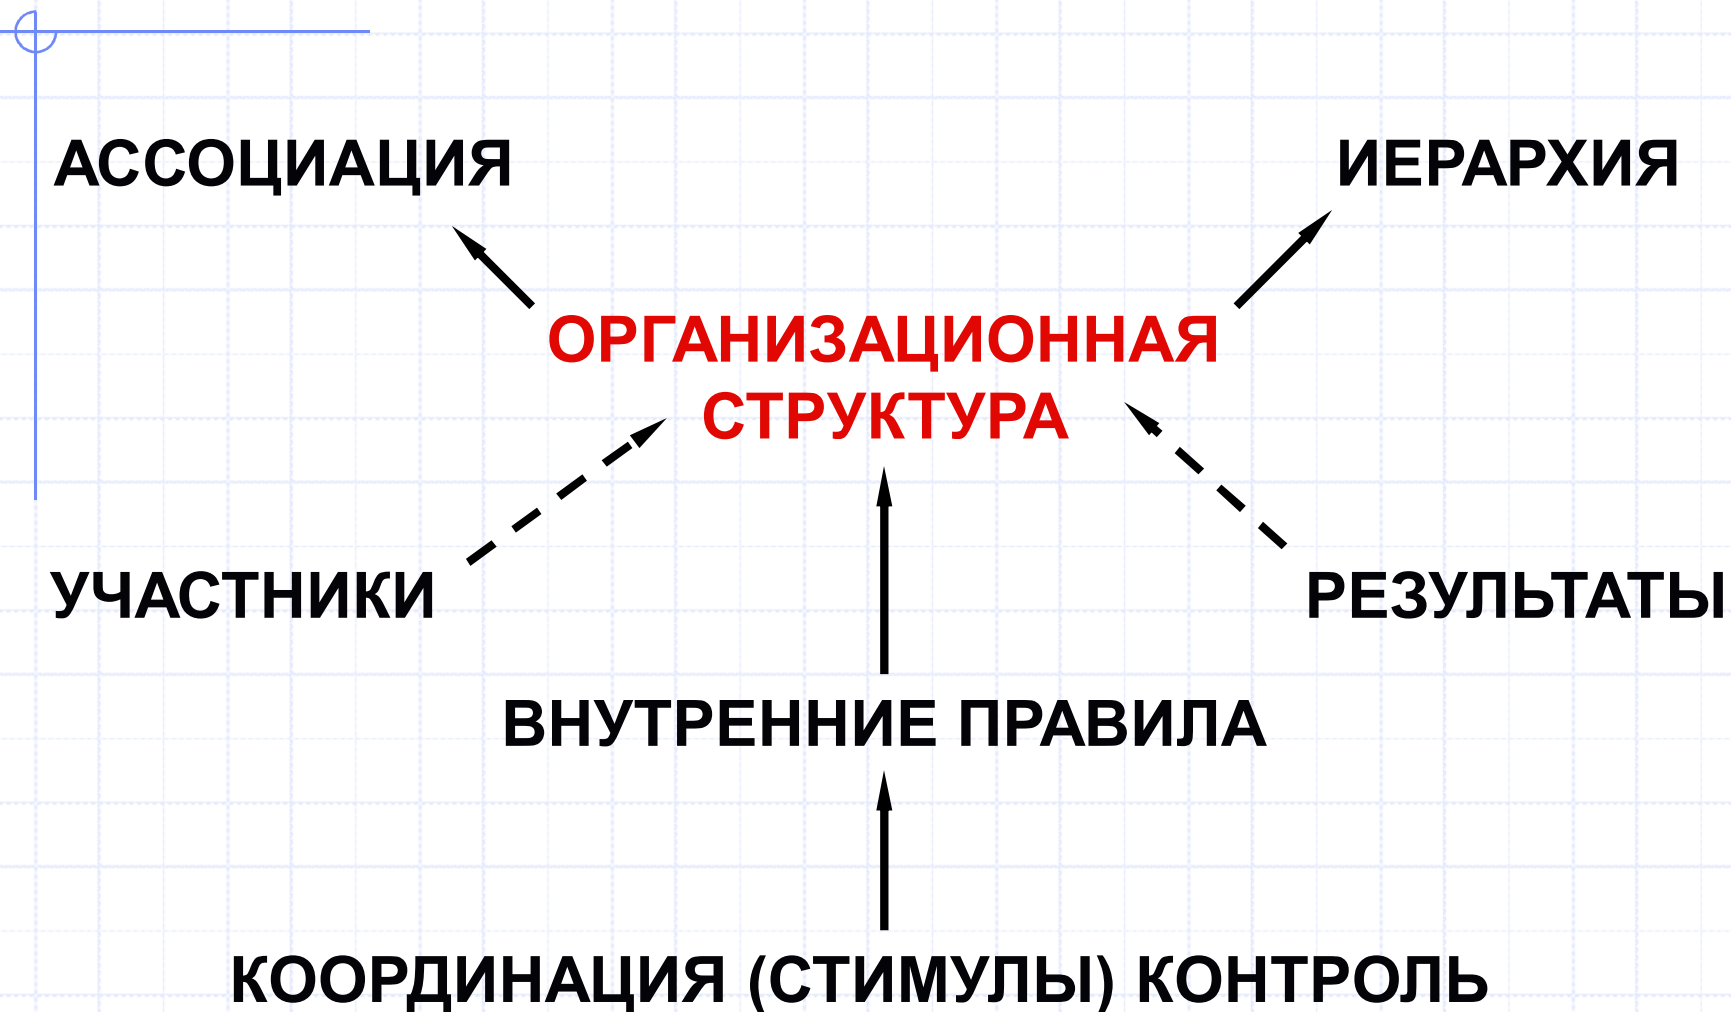 АССОЦИАЦИЯ
ИЕРАРХИЯ
ОРГАНИЗАЦИОННАЯ
СТРУКТУРА
УЧАСТНИКИ
РЕЗУЛЬТАТЫ
ВНУТРЕННИЕ ПРАВИЛА
КООРДИНАЦИЯ (СТИМУЛЫ) КОНТРОЛЬ